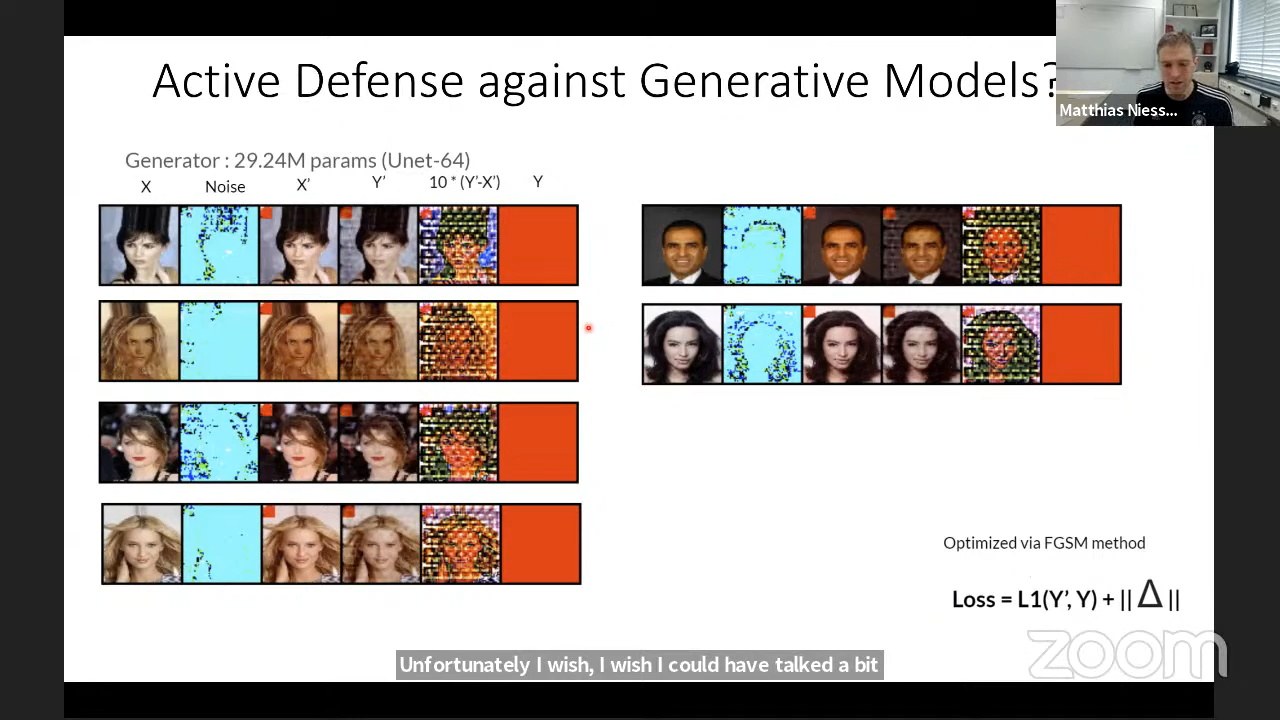 Active Defense against Generative Models?
Matthias Niess...
Generator : 29.24M params (Unet-64)
X Noise X' Y' 10 * (Y'-X') Y
Optimized via FGSM method
Loss = L1(Y', Y) + || Δ ||
zoom
Unfortunately I wish, I wish I could have talked a bit